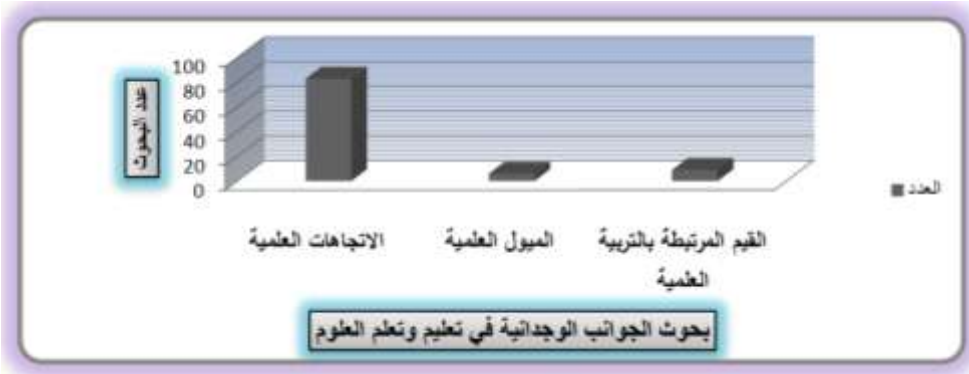 100
80
60
40
20
0
عدد البحوث
العدد
الاتجاهات العلمية
الميول العلمية
القيم المرتبطة بالتربية
العلمية
بحوث الجوانب الوجدانية في تعليم وتعلم العلوم